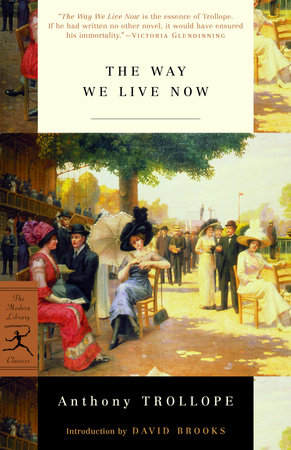 "The Way We Live Now is the essence of Trollope.
If he had written no other novel, it would have ensured
his immortality."—VICTORIA GLENDINNING
THE WAY
WE LIVE NOW
The
Modern Library
Classics
Anthony TROLLOPE
Introduction by DAVID BROOKS